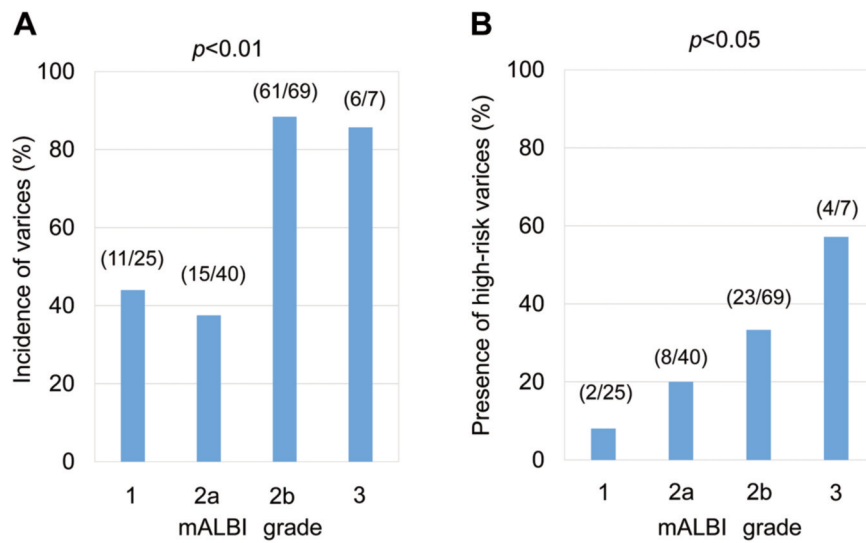 A
p<0.01
Incidence of varices (%)
100
80
60
40
20
0
(11/25)
(15/40)
(61/69)
(6/7)
1 2a 2b 3
mALBI grade
B
p<0.05
Presence of high-risk varices (%)
100
80
60
40
20
0
(2/25)
(8/40)
(23/69)
(4/7)
1 2a 2b 3
mALBI grade